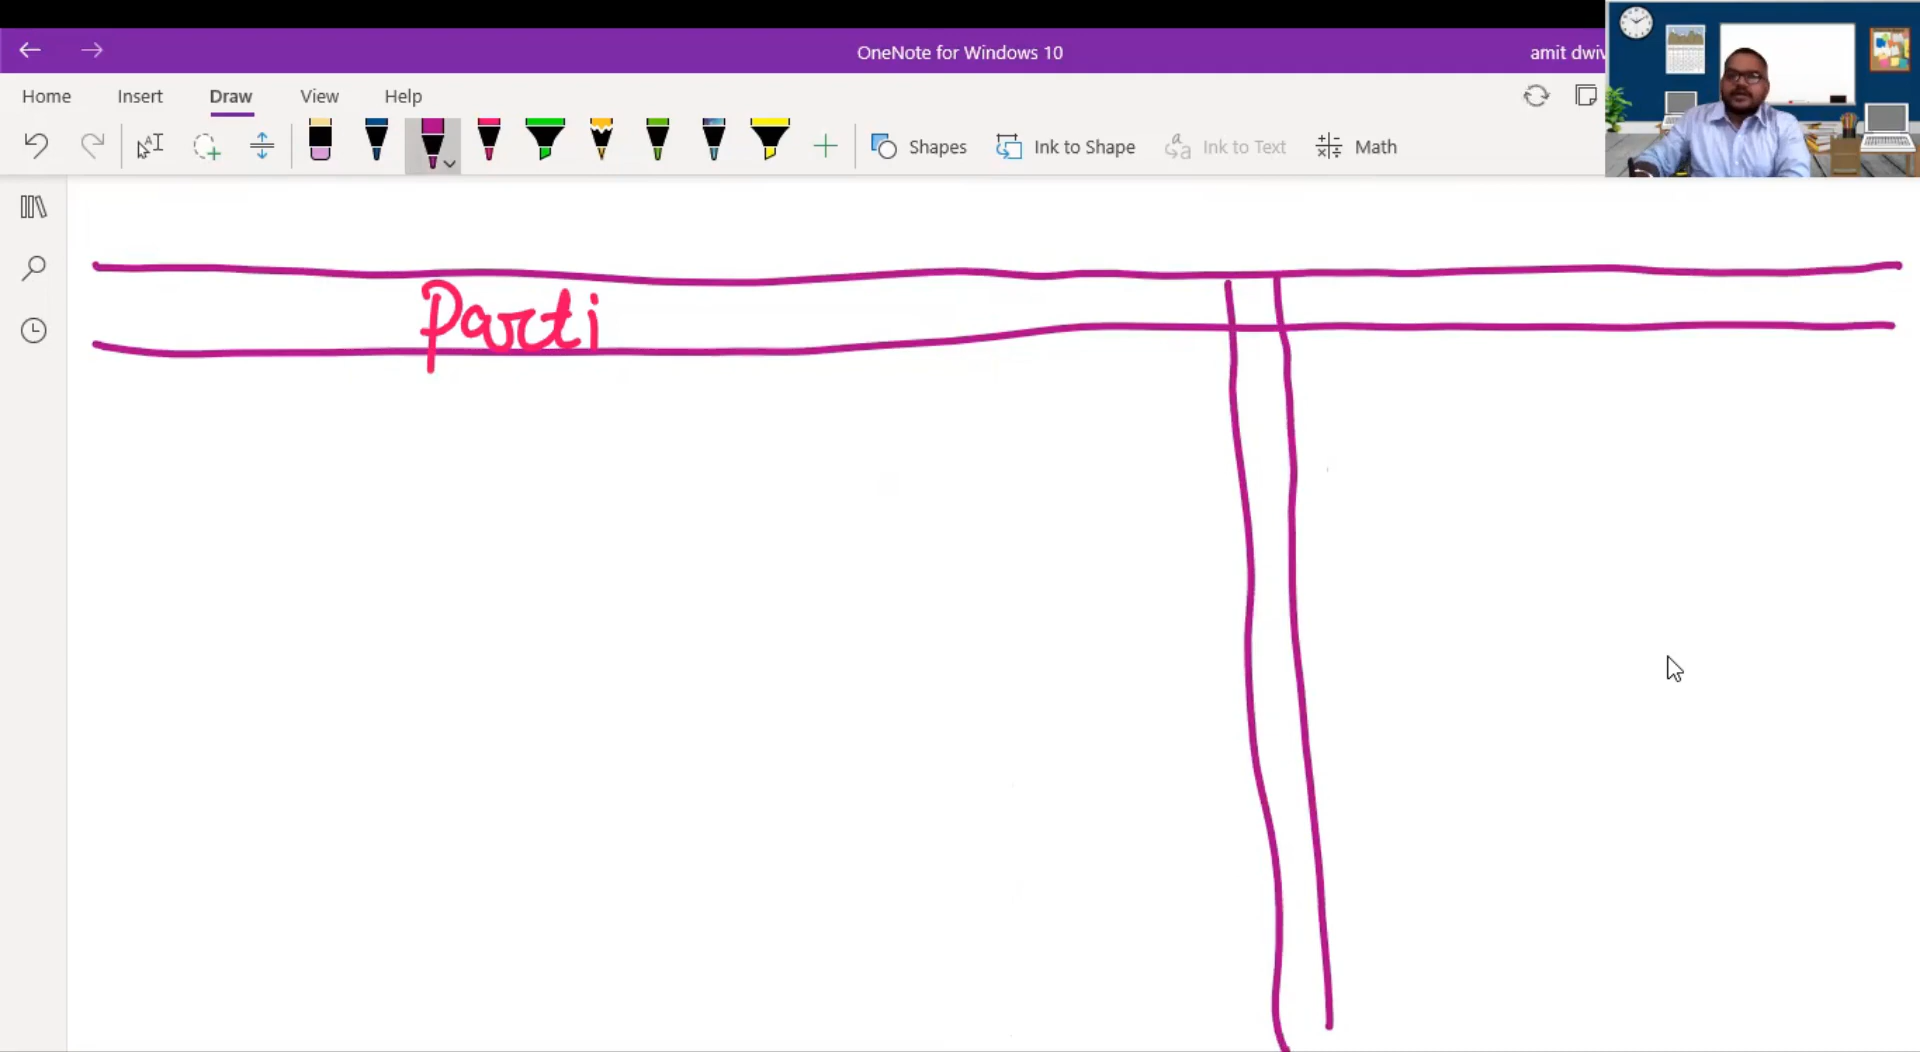 OneNote for Windows 10
amit dwiv
Home Insert Draw View Help
Shapes Ink to Shape Ink to Text Math
Parti